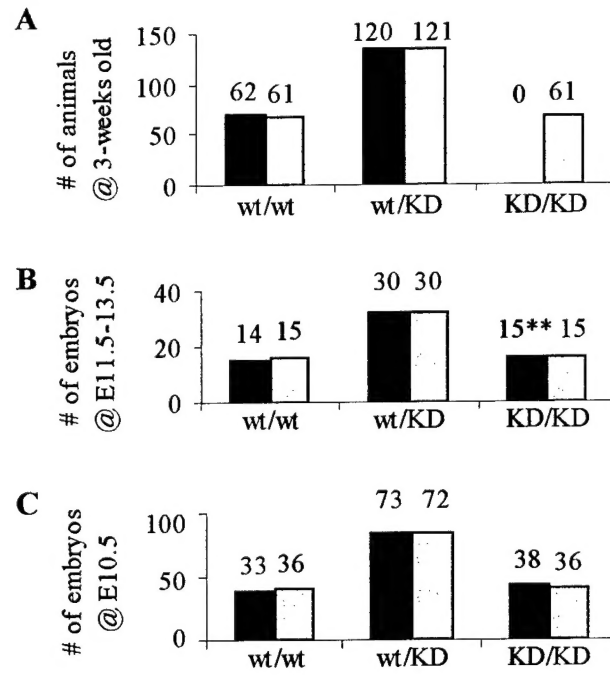 A
# of animals
@ 3-weeks old
150
100
50
0
62 61
120 121
0 61
wt/wt
wt/KD
KD/KD
B
# of embryos
@ E11.5-13.5
40
20
0
14 15
30 30
15** 15
wt/wt
wt/KD
KD/KD
C
# of embryos
@ E10.5
100
50
0
33 36
73 72
38 36
wt/wt
wt/KD
KD/KD